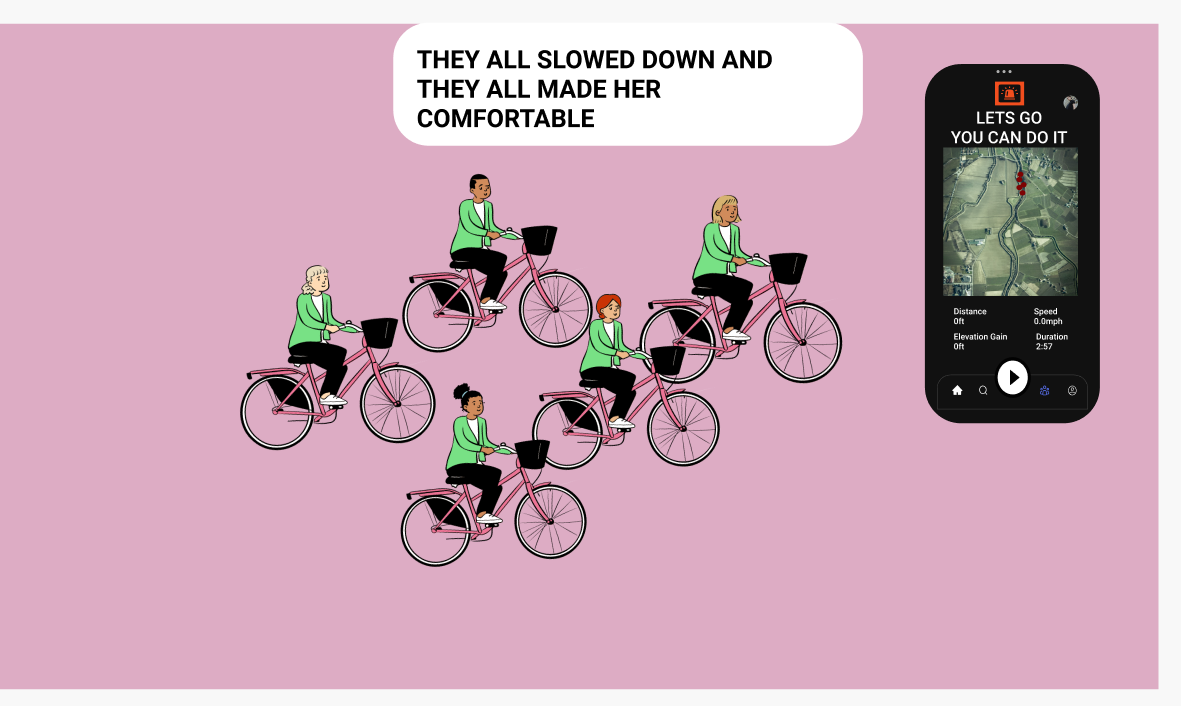 THEY ALL SLOWED DOWN AND
THEY ALL MADE HER
COMFORTABLE
LETS GO
YOU CAN DO IT
Distance
0ft
Speed
0.0mph
Elevation Gain
0ft
Duration
2:57